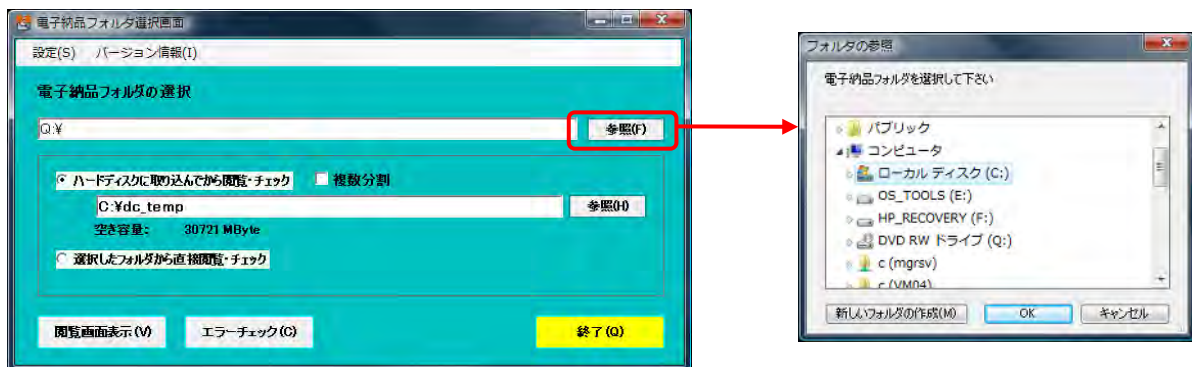 電子納品フォルダ選択画面
設定(S) バージョン情報(I)
電子納品フォルダの選択
Q:¥
参照(F)
ハードディスクに取り込んでから閲覧・チェック
複数分割
C:¥dc_temp
参照(H)
空き容量: 30721 MByte
選択したフォルダから直接閲覧・チェック
閲覧画面表示(V)
エラーチェック(C)
終了(Q)
フォルダの参照
電子納品フォルダを選択して下さい
パブリック
コンピュータ
ローカル ディスク (C:)
OS_TOOLS (E:)
HP_RECOVERY (F:)
DVD RW ドライブ (Q:)
c (mgrsv)
c (VM04)
新しいフォルダの作成(M)
OK
キャンセル